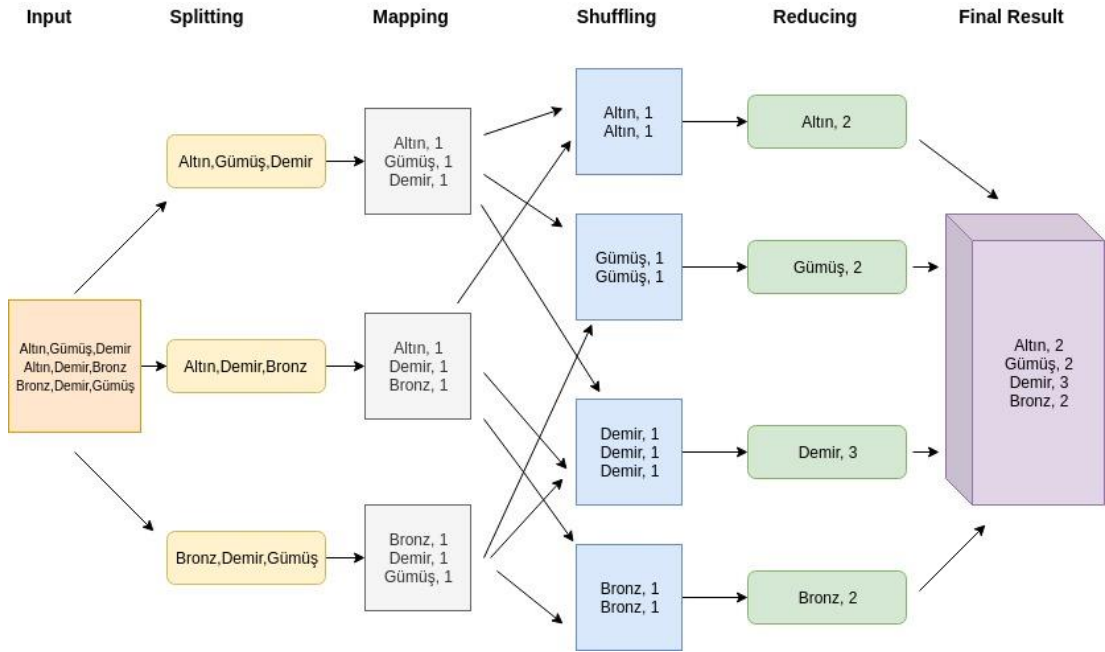 Input
Splitting
Mapping
Shuffling
Reducing
Final Result
Altın,Gümüş,Demir
Altın,Demir,Bronz
Bronz,Demir,Gümüş
Altın,Gümüş,Demir
Altın,Demir,Bronz
Bronz,Demir,Gümüş
Altın, 1
Gümüş, 1
Demir, 1
Altın, 1
Demir, 1
Bronz, 1
Bronz, 1
Demir, 1
Gümüş, 1
Altın, 1
Altın, 1
Gümüş, 1
Gümüş, 1
Demir, 1
Demir, 1
Demir, 1
Bronz, 1
Bronz, 1
Altın, 2
Gümüş, 2
Demir, 3
Bronz, 2
Altın, 2
Gümüş, 2
Demir, 3
Bronz, 2